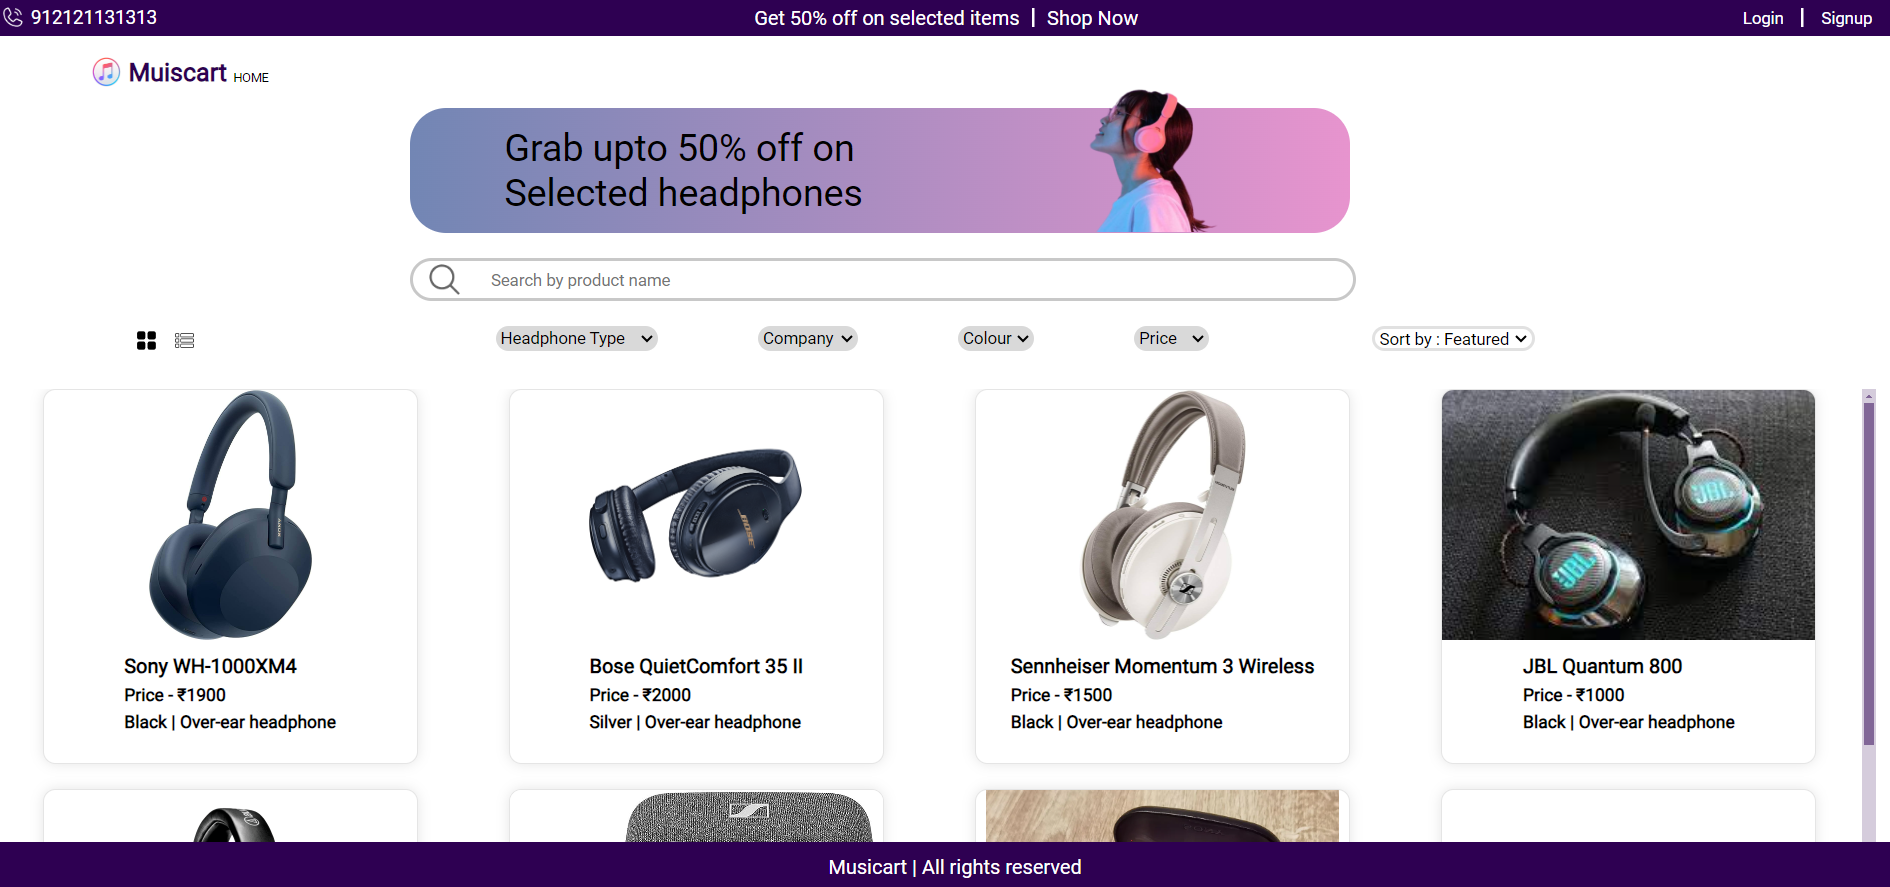 912121131313
Get 50% off on selected items | Shop Now
Login | Signup
Muiscart HOME
Grab upto 50% off on
Selected headphones
Search by product name
Headphone Type
Company
Colour
Price
Sort by : Featured
BOSE
JBL
JBL
Sony WH-1000XM4
Price - ₹1900
Black | Over-ear headphone
Bose QuietComfort 35 II
Price - ₹2000
Silver | Over-ear headphone
Sennheiser Momentum 3 Wireless
Price - ₹1500
Black | Over-ear headphone
JBL Quantum 800
Price - ₹1000
Black | Over-ear headphone
Musicart | All rights reserved